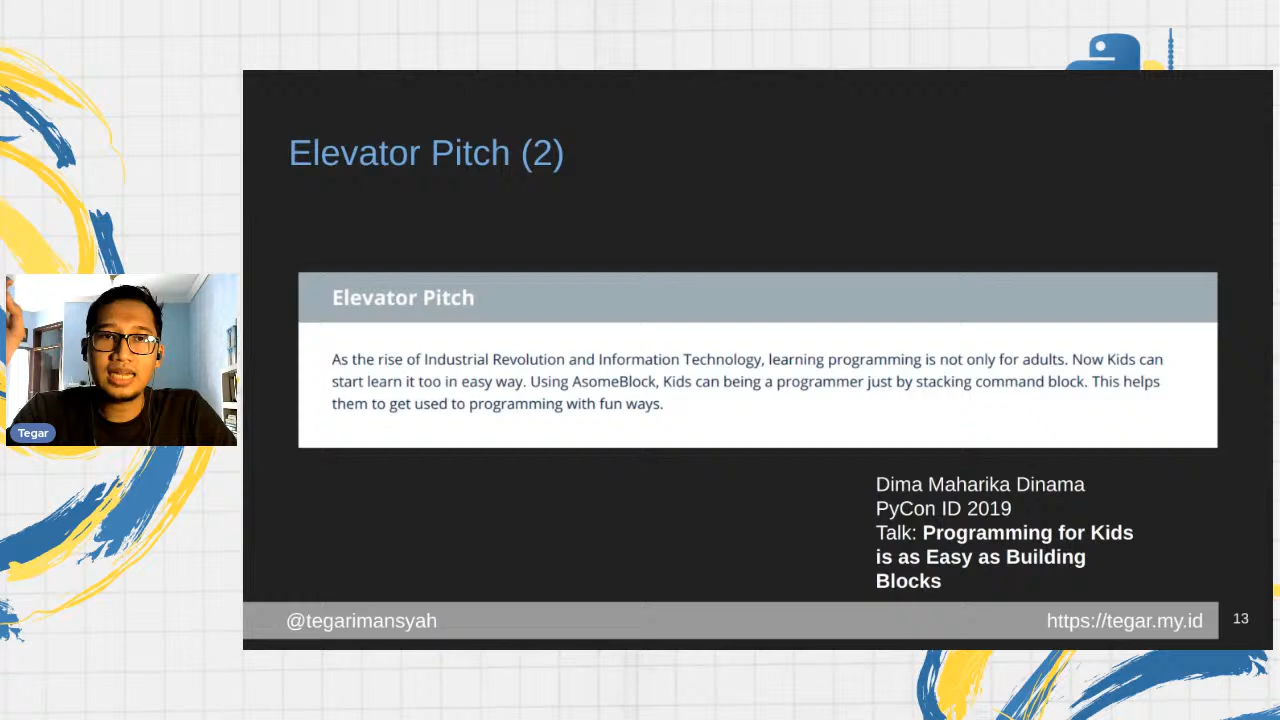 Elevator Pitch (2)
Elevator Pitch
As the rise of Industrial Revolution and Information Technology, learning programming is not only for adults. Now Kids can
start learn it too in easy way. Using AsomeBlock, Kids can being a programmer just by stacking command block. This helps
them to get used to programming with fun ways.
Tegar
Dima Maharika Dinama
PyCon ID 2019
Talk: Programming for Kids
is as Easy as Building
Blocks
@tegarimansyah
https://tegar.my.id
13